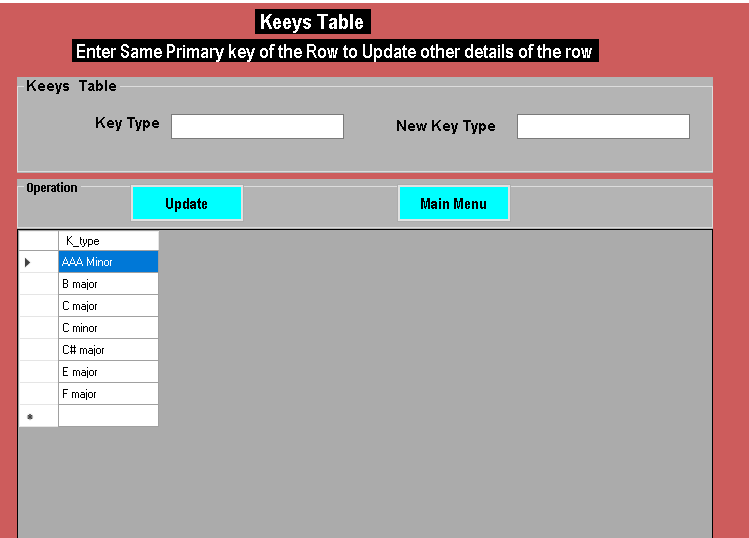 Keeys Table
Enter Same Primary key of the Row to Update other details of the row
Keeys Table
Key Type
New Key Type
Operation
Update
Main Menu
K_type
AAA Minor
B major
C major
C minor
C# major
E major
F major